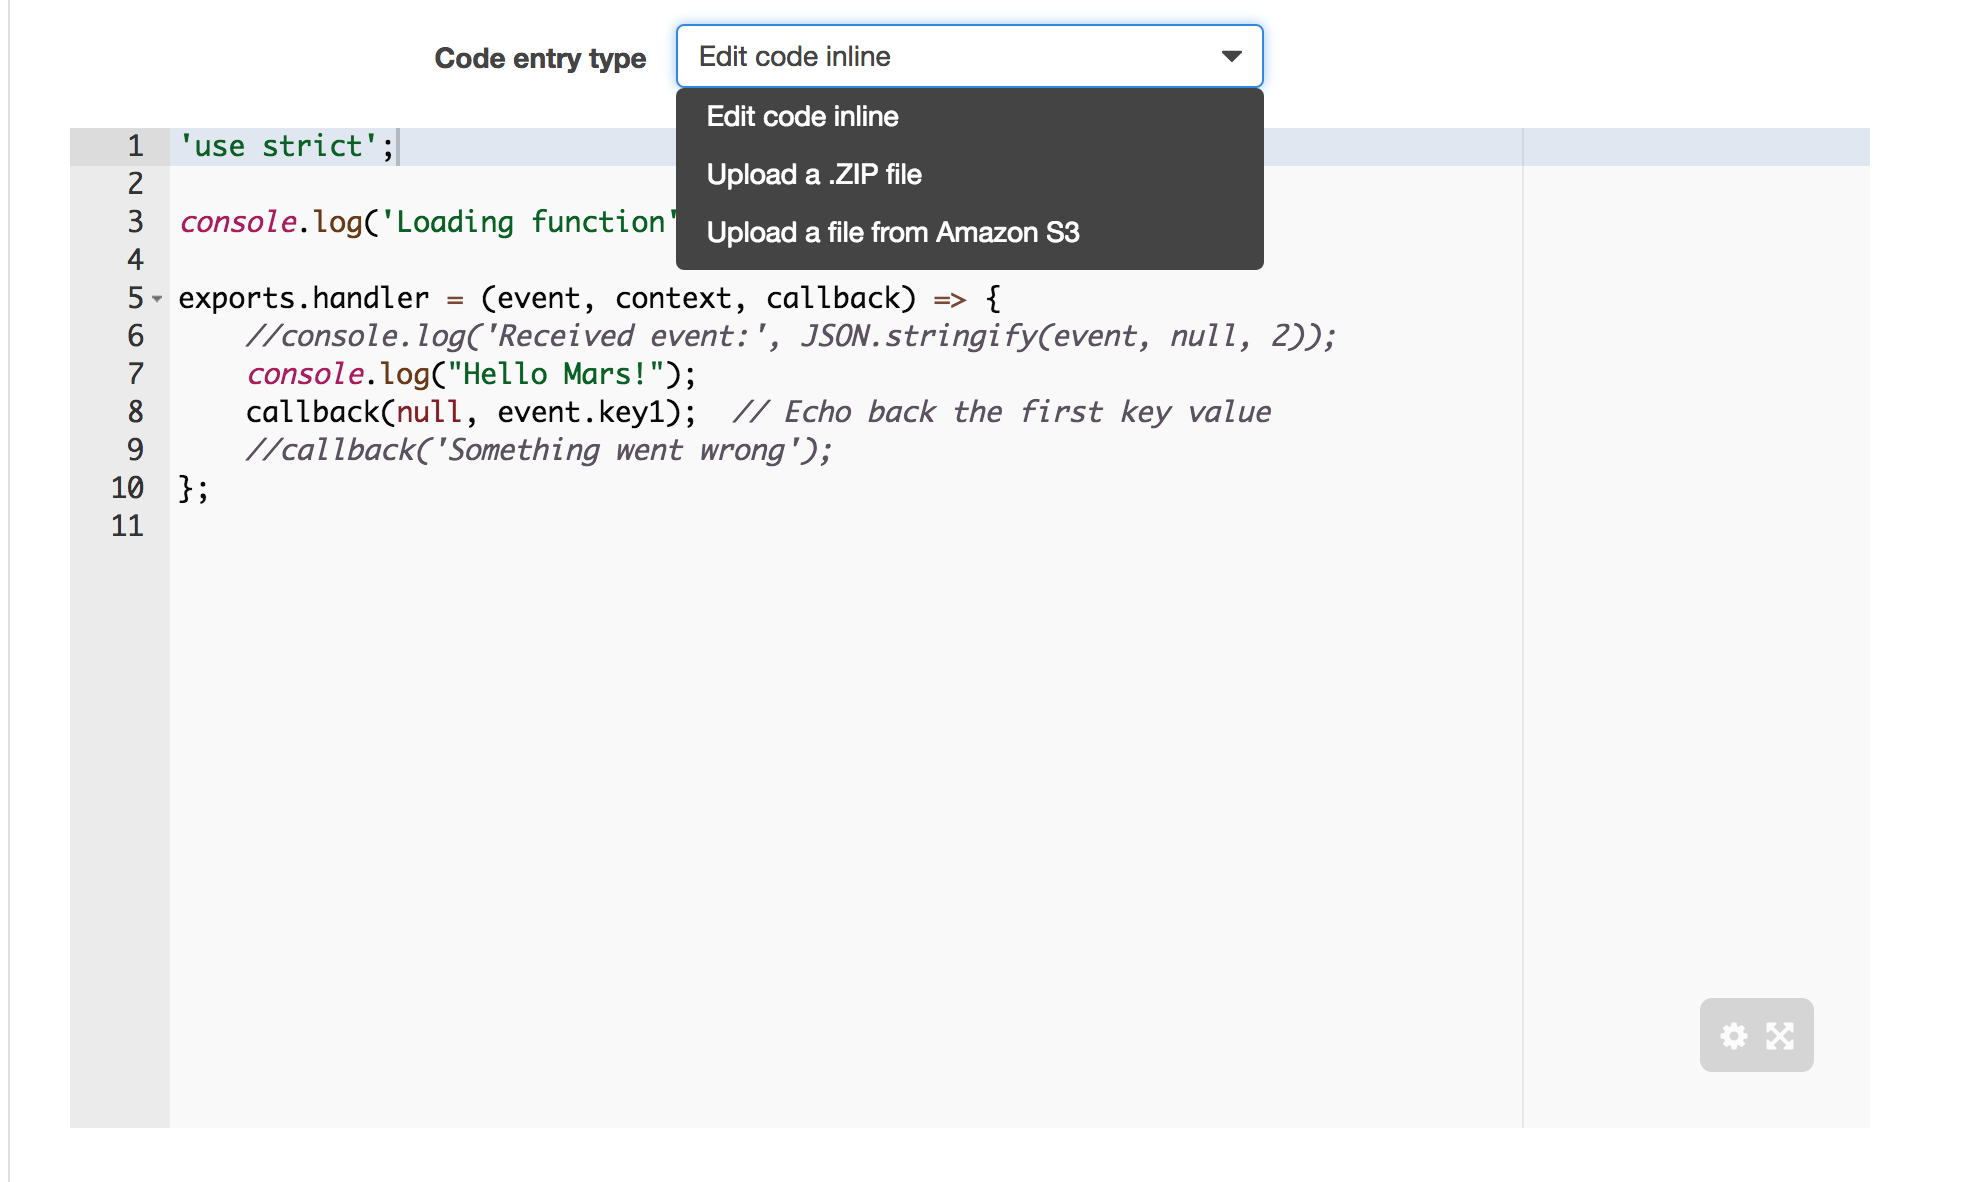 Code entry type
Edit code inline
Edit code inline
Upload a .ZIP file
Upload a file from Amazon S3
1 'use strict';
2
3 console.log('Loading function'
4
5 exports.handler = (event, context, callback) => {
6 //console.log('Received event:', JSON.stringify(event, null, 2));
7 console.log("Hello Mars!");
8 callback(null, event.key1); // Echo back the first key value
9 //callback('Something went wrong');
10 };
11